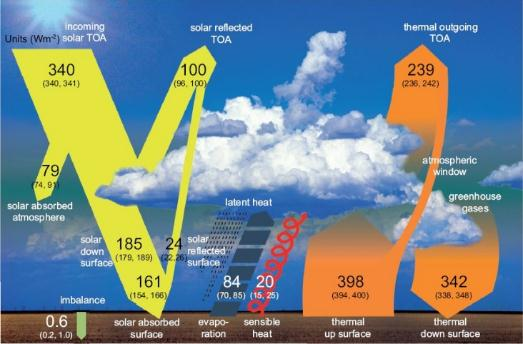 incoming
Units (Wm-2) solar TOA
solar reflected
TOA
thermal outgoing
TOA
340
(340, 341)
100
(96, 100)
239
(236, 242)
atmospheric
window
79
(74, 91)
solar absorbed
atmosphere
greenhouse
gases
latent heat
solar
down
surface
185
(179, 189)
24
(22,26)
solar
reflected
surface
161
(154, 166)
84
(70, 85)
20
(15, 25)
398
(394, 400)
342
(338, 348)
imbalance
0.6
(0.2, 1.0)
solar absorbed
surface
evapo-
ration
sensible
heat
thermal
up surface
thermal
down surface